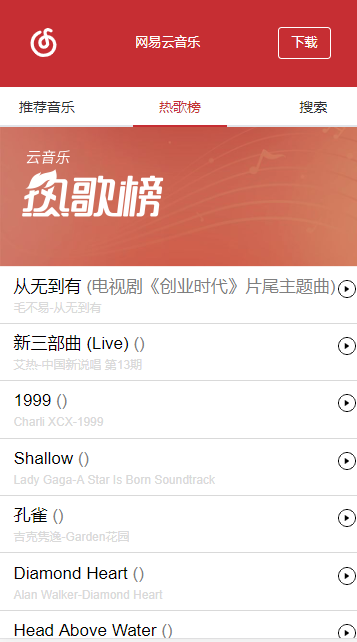 网易云音乐
下载
推荐音乐 热歌榜 搜索
云音乐
热歌榜
从无到有 (电视剧《创业时代》片尾主题曲)
毛不易-从无到有
新三部曲 (Live) ()
艾热-中国新说唱 第13期
1999 ()
Charli XCX-1999
Shallow ()
Lady Gaga-A Star Is Born Soundtrack
孔雀 ()
吉克隽逸-Garden花园
Diamond Heart ()
Alan Walker-Diamond Heart
Head Above Water ()